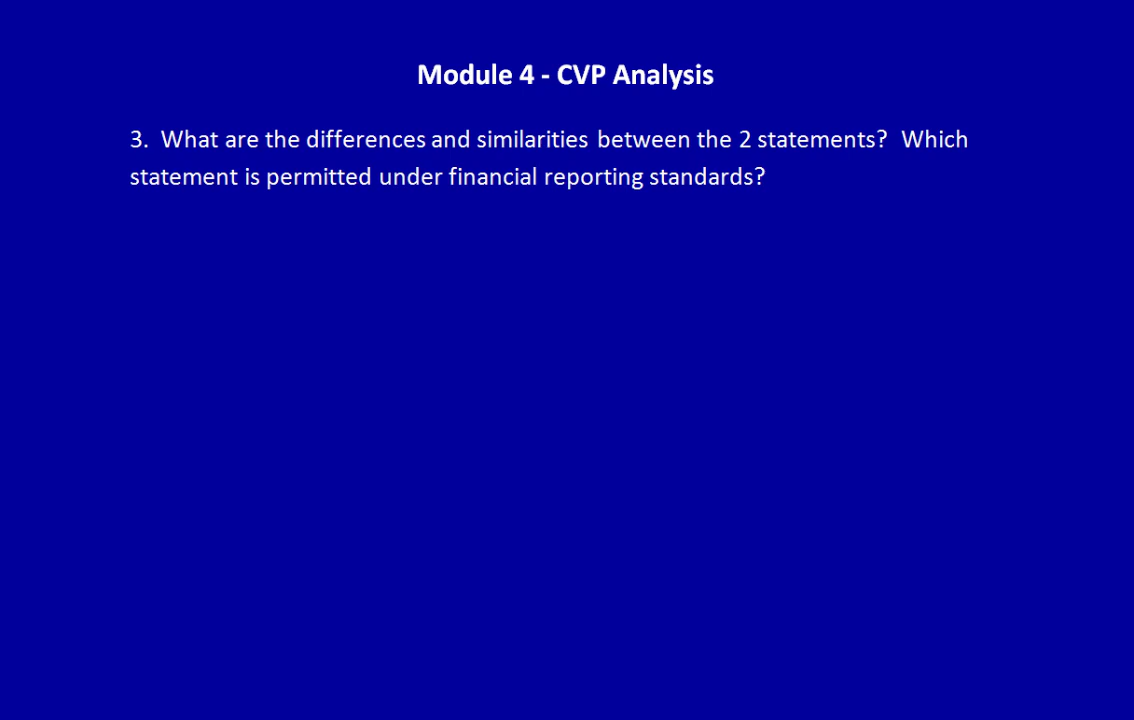 Module 4 - CVP Analysis
3.  What are the differences and similarities between the 2 statements?  Which
statement is permitted under financial reporting standards?